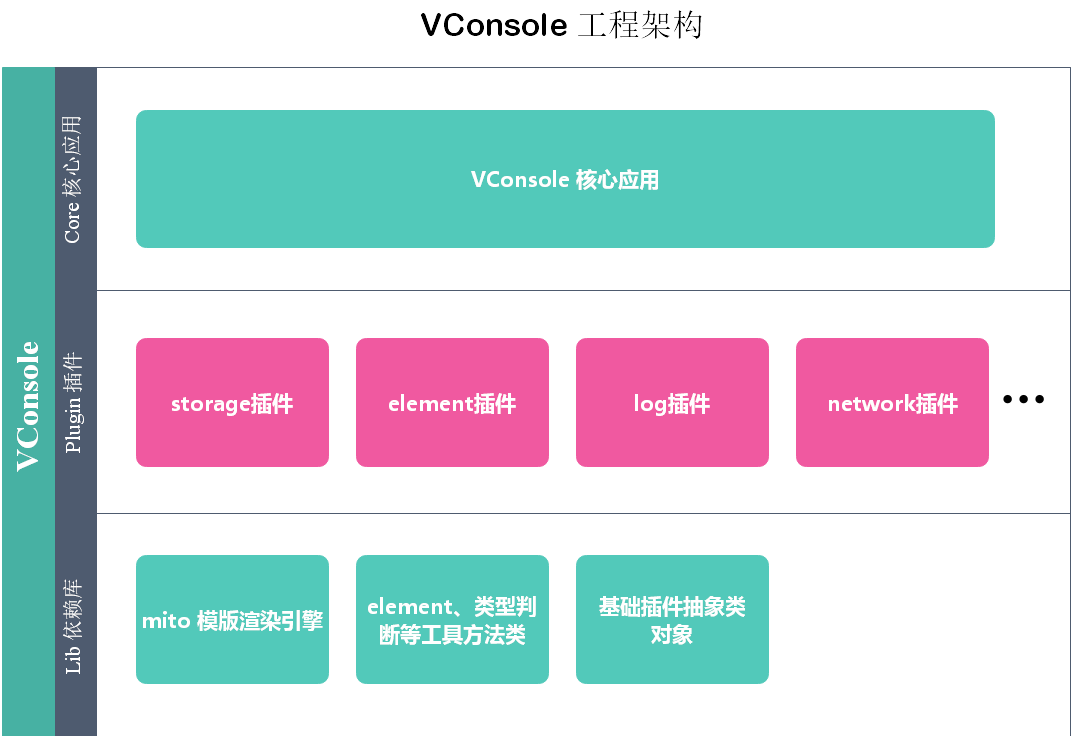 VConsole 工程架构
VConsole
Core 核心应用
VConsole 核心应用
Plugin 插件
storage插件
element插件
log插件
network插件
•••
Lib 依赖库
mito 模版渲染引擎
element、类型判
断等工具方法类
基础插件抽象类
对象